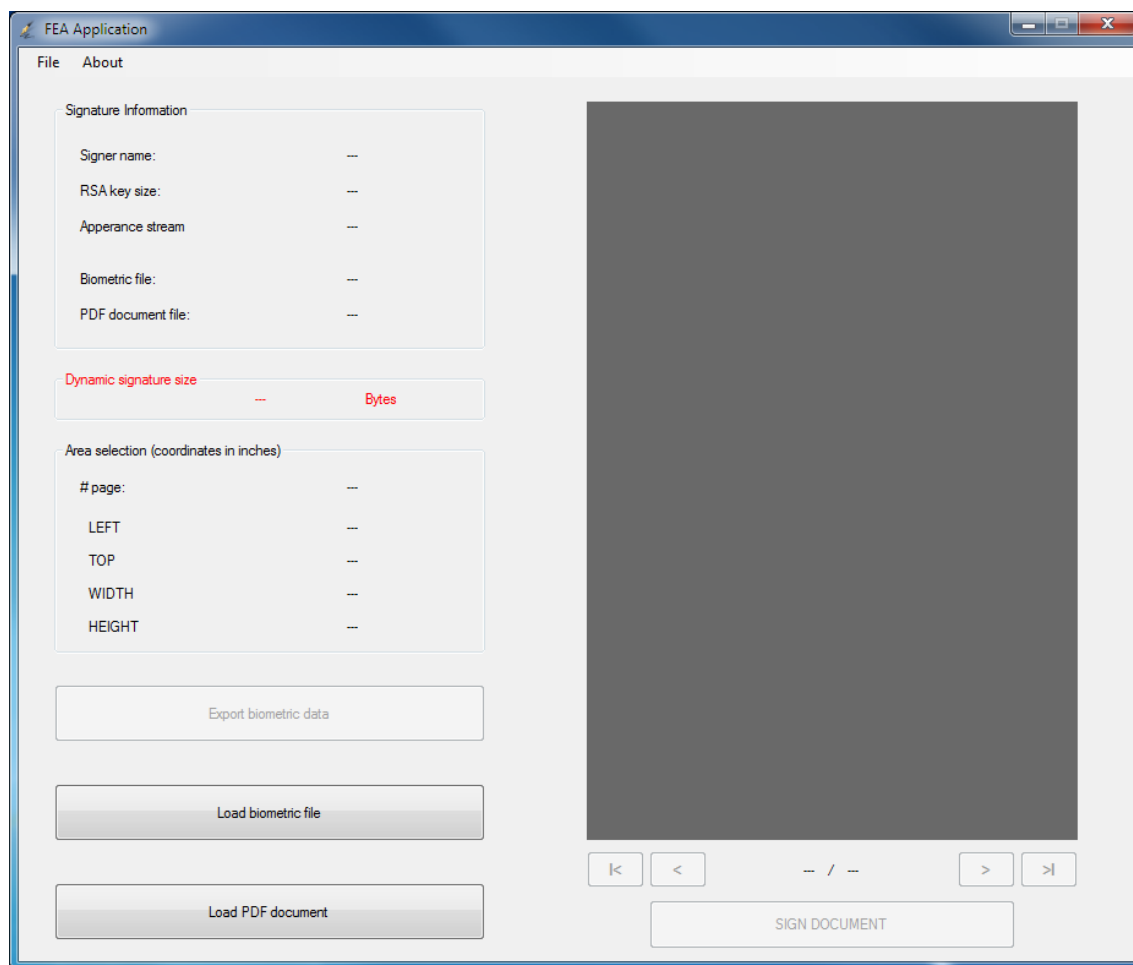 FEA Application
File About
Signature Information
Signer name: ---
RSA key size: ---
Apperance stream ---
Biometric file: ---
PDF document file: ---
Dynamic signature size
--- Bytes
Area selection (coordinates in inches)
# page: ---
LEFT ---
TOP ---
WIDTH ---
HEIGHT ---
Export biometric data
Load biometric file
Load PDF document
|< < --- / --- > >|
SIGN DOCUMENT